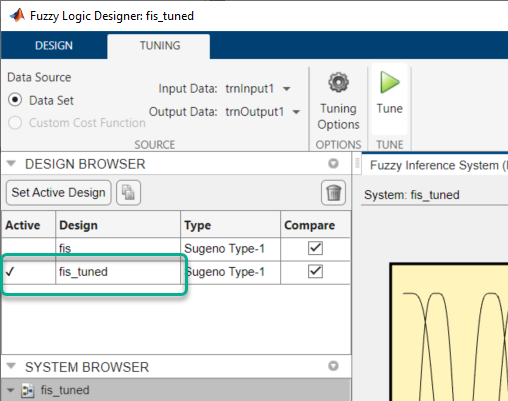 Fuzzy Logic Designer: fis_tuned
DESIGN
TUNING
Data Source
Data Set
Custom Cost Function
Input Data: trnInput1
Output Data: trnOutput1
SOURCE
Tuning
Options
OPTIONS
Tune
TUNE
DESIGN BROWSER
Set Active Design
Active Design Type Compare
fis Sugeno Type-1
✓ fis_tuned Sugeno Type-1
SYSTEM BROWSER
fis_tuned
Fuzzy Inference System (
System: fis_tuned